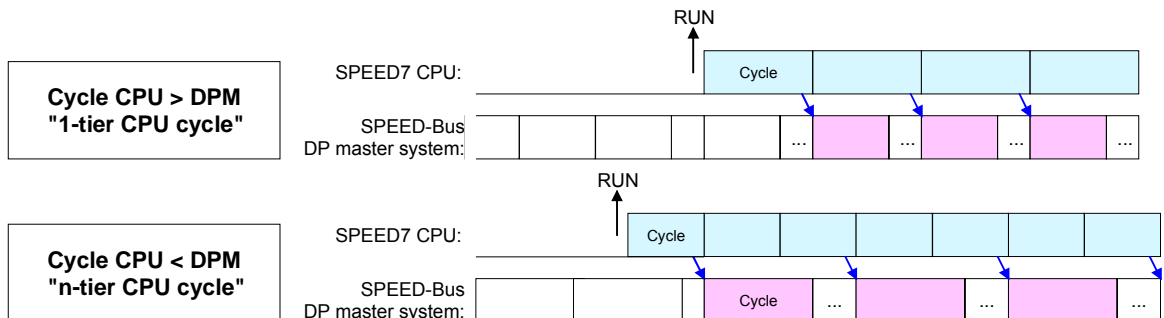 RUN
Cycle CPU > DPM
"1-tier CPU cycle"
SPEED7 CPU:
Cycle
SPEED-Bus
DP master system:
... ... ... ...
RUN
Cycle CPU < DPM
"n-tier CPU cycle"
SPEED7 CPU:
Cycle
SPEED-Bus
DP master system:
Cycle ... ... ...